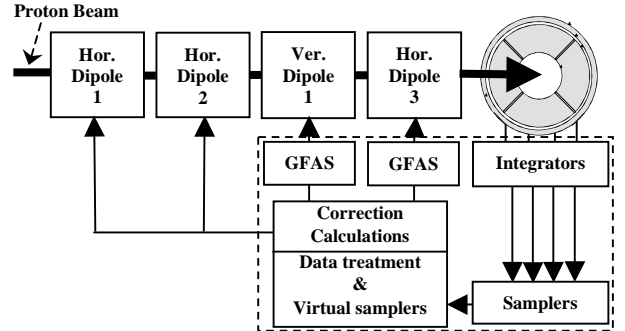 Proton Beam
Hor.
Dipole
1
Hor.
Dipole
2
Ver.
Dipole
1
Hor.
Dipole
3
GFAS
GFAS
Integrators
Correction
Calculations
Data treatment
&
Virtual samplers
Samplers